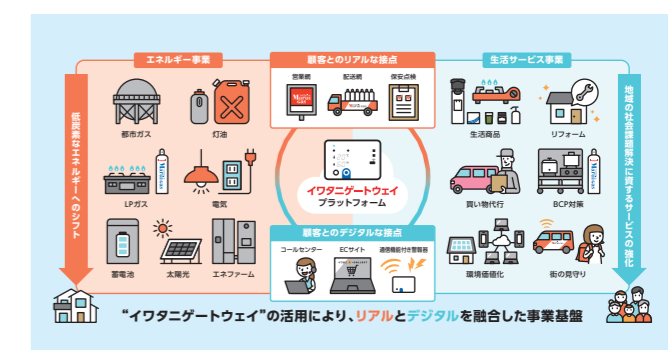 エネルギー事業
顧客とのリアルな接点
生活サービス事業
営業網
配送網
保安点検
低炭素なエネルギーへのシフト
都市ガス
灯油
LPガス
電気
蓄電池
太陽光
エネファーム
イワタニゲートウェイ
プラットフォーム
顧客とのデジタルな接点
コールセンター
ECサイト
通信機能付き警報器
生活商品
リフォーム
買い物代行
BCP対策
環境価値化
街の見守り
地域の社会課題解決に資するサービスの強化
“イワタニゲートウェイ”の活用により、リアルとデジタルを融合した事業基盤